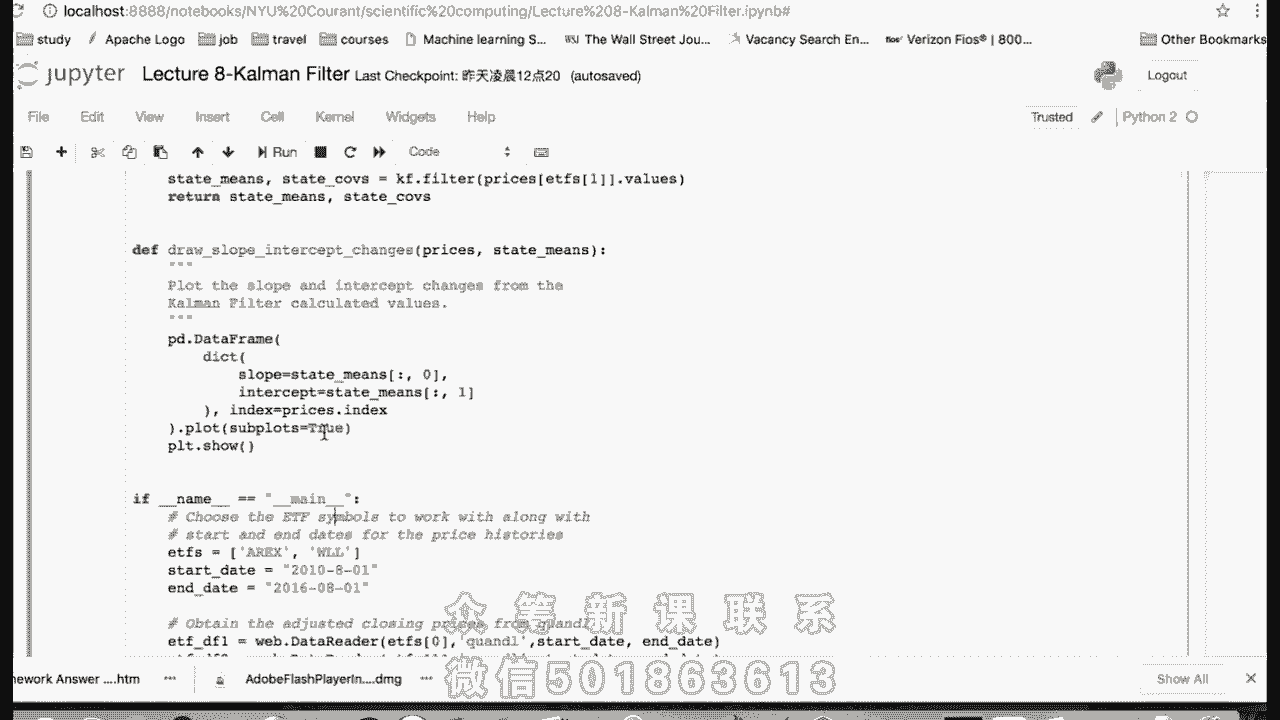 localhost:8888/notebooks/NYU%20Courant/scientific%20computing/Lecture%208-Kalman%20Filter.ipynb#
study Apache Logo job travel courses Machine learning S... WSJ The Wall Street Jou... Vacancy Search En... Verizon Fios® | 800... Other Bookmarks
jupyter Lecture 8-Kalman Filter Last Checkpoint: 昨天凌晨12点20 (autosaved) Logout
File Edit View Insert Cell Kernel Widgets Help Trusted Python 2
Run Code
state_means, state_covs = kf.filter(prices[etfs[1]].values)
return state_means, state_covs
def draw_slope_intercept_changes(prices, state_means):
"""
Plot the slope and intercept changes from the
Kalman Filter calculated values.
"""
pd.DataFrame(
dict(
slope=state_means[:, 0],
intercept=state_means[:, 1]
), index=prices.index
).plot(subplots=True)
plt.show()
if __name__ == "__main__":
# Choose the ETF symbols to work with along with
# start and end dates for the price histories
etfs = ['AREX', 'WLL']
start_date = "2010-8-01"
end_date = "2016-08-01"
# Obtain the adjusted closing prices from quandl
etf_df1 = web.DataReader(etfs[0],'quandl',start_date, end_date)
众筹新课联系
微信501863613
nework Answer ....htm AdobeFlashPlayerIn....dmg Show All